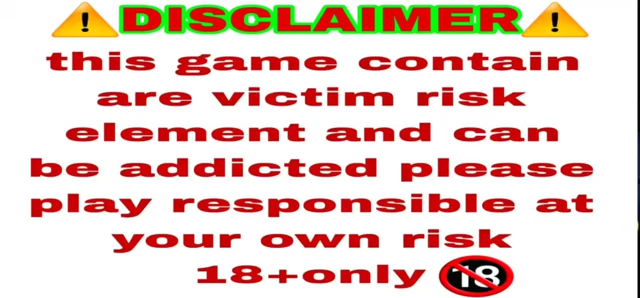 ⚠️DISCLAIMER⚠️
this game contain
are victim risk
element and can
be addicted please
play responsible at
your own risk
18+only 🔞